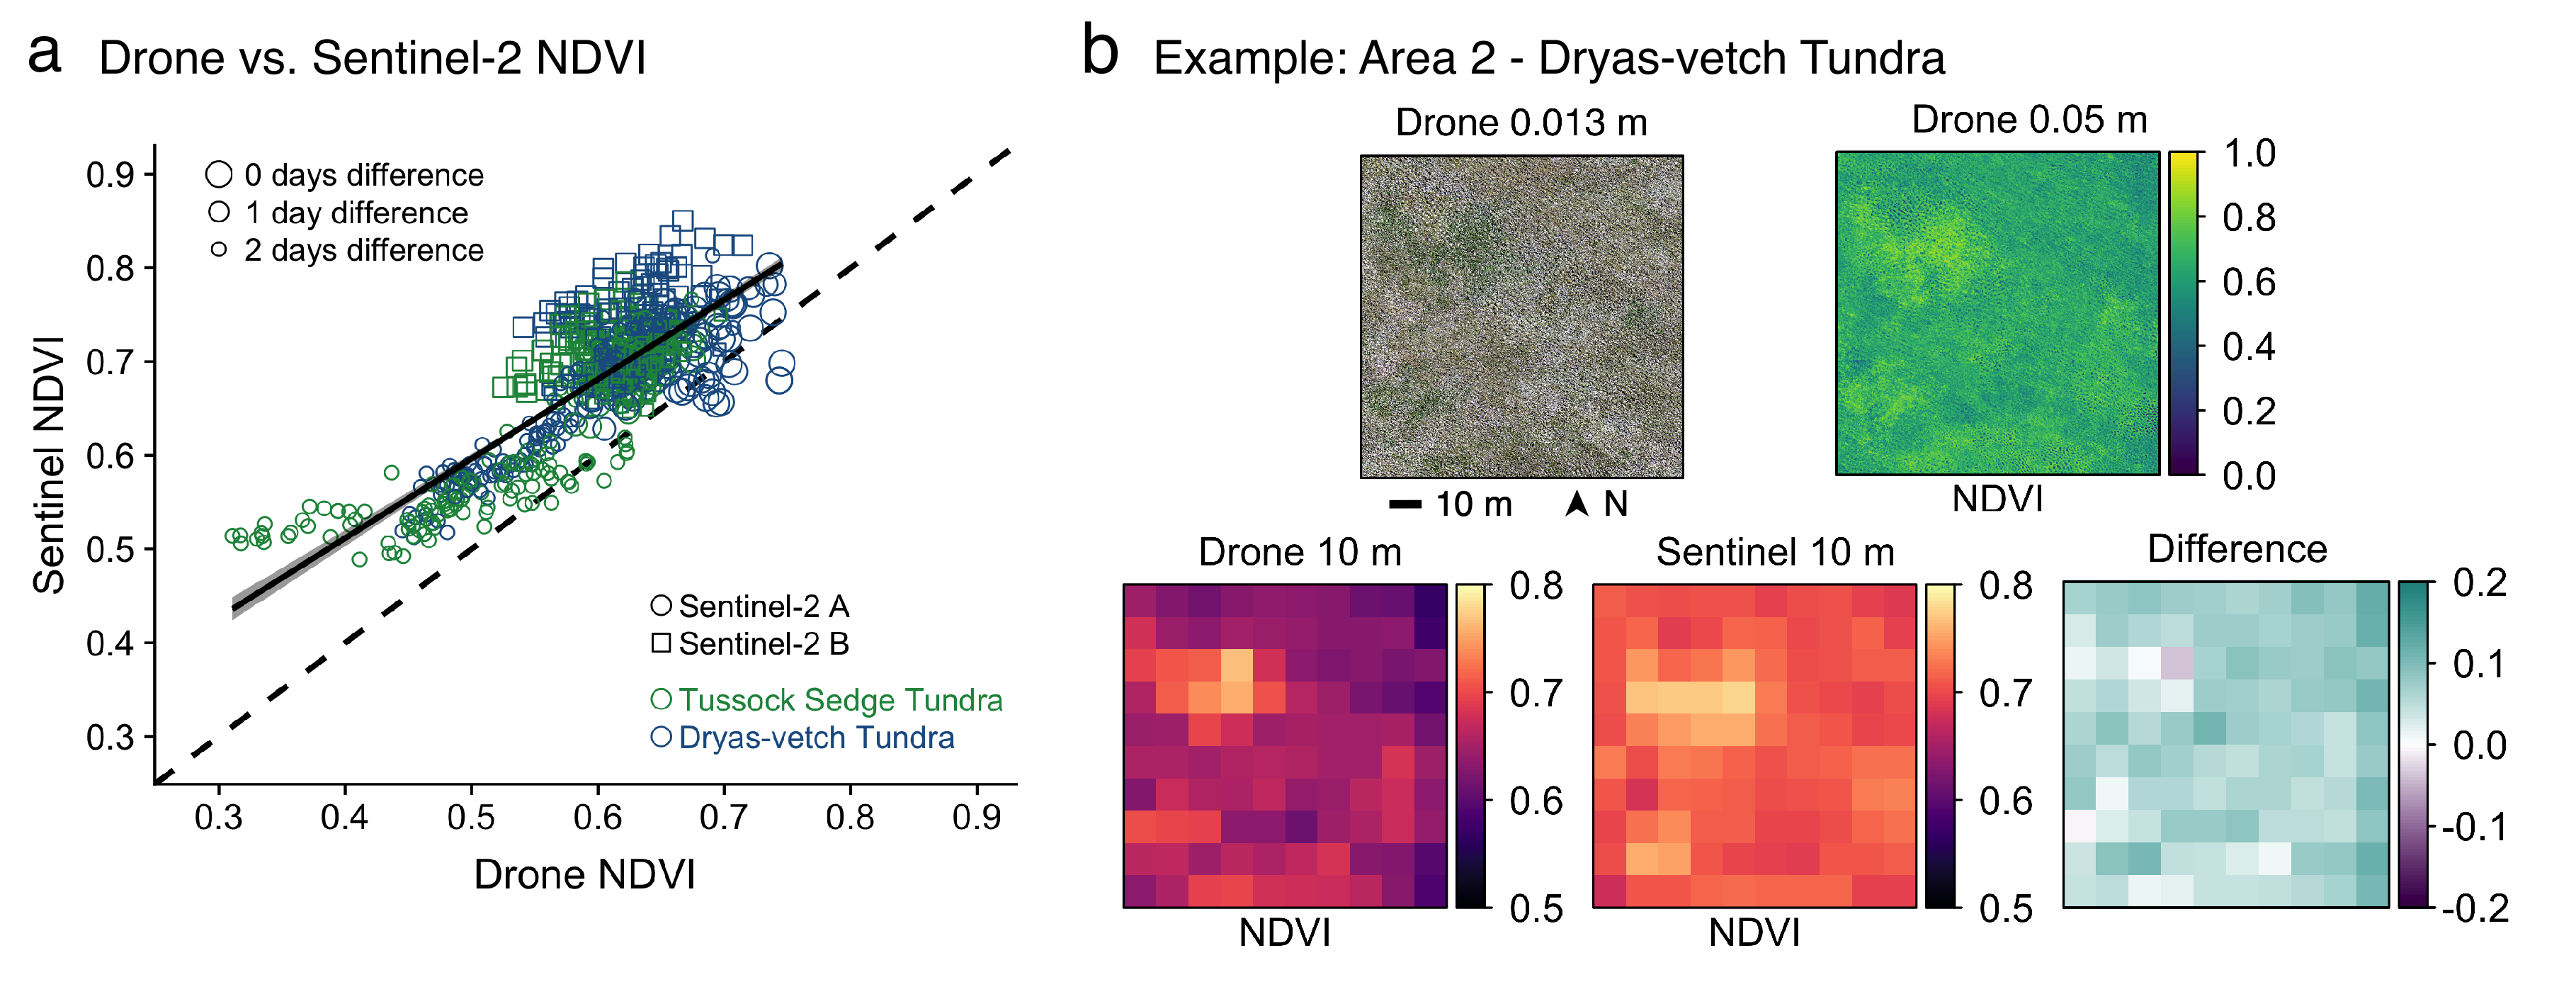 a Drone vs. Sentinel-2 NDVI
0 days difference
1 day difference
2 days difference
0.9
0.8
0.7
0.6
0.5
0.4
0.3
Sentinel NDVI
Sentinel-2 A
Sentinel-2 B
Tussock Sedge Tundra
Dryas-vetch Tundra
0.3 0.4 0.5 0.6 0.7 0.8 0.9
Drone NDVI
b Example: Area 2 - Dryas-vetch Tundra
Drone 0.013 m
10 m N
Drone 0.05 m
1.0
0.8
0.6
0.4
0.2
0.0
NDVI
Drone 10 m
0.8
0.7
0.6
0.5
NDVI
Sentinel 10 m
0.8
0.7
0.6
0.5
NDVI
Difference
0.2
0.1
0.0
-0.1
-0.2